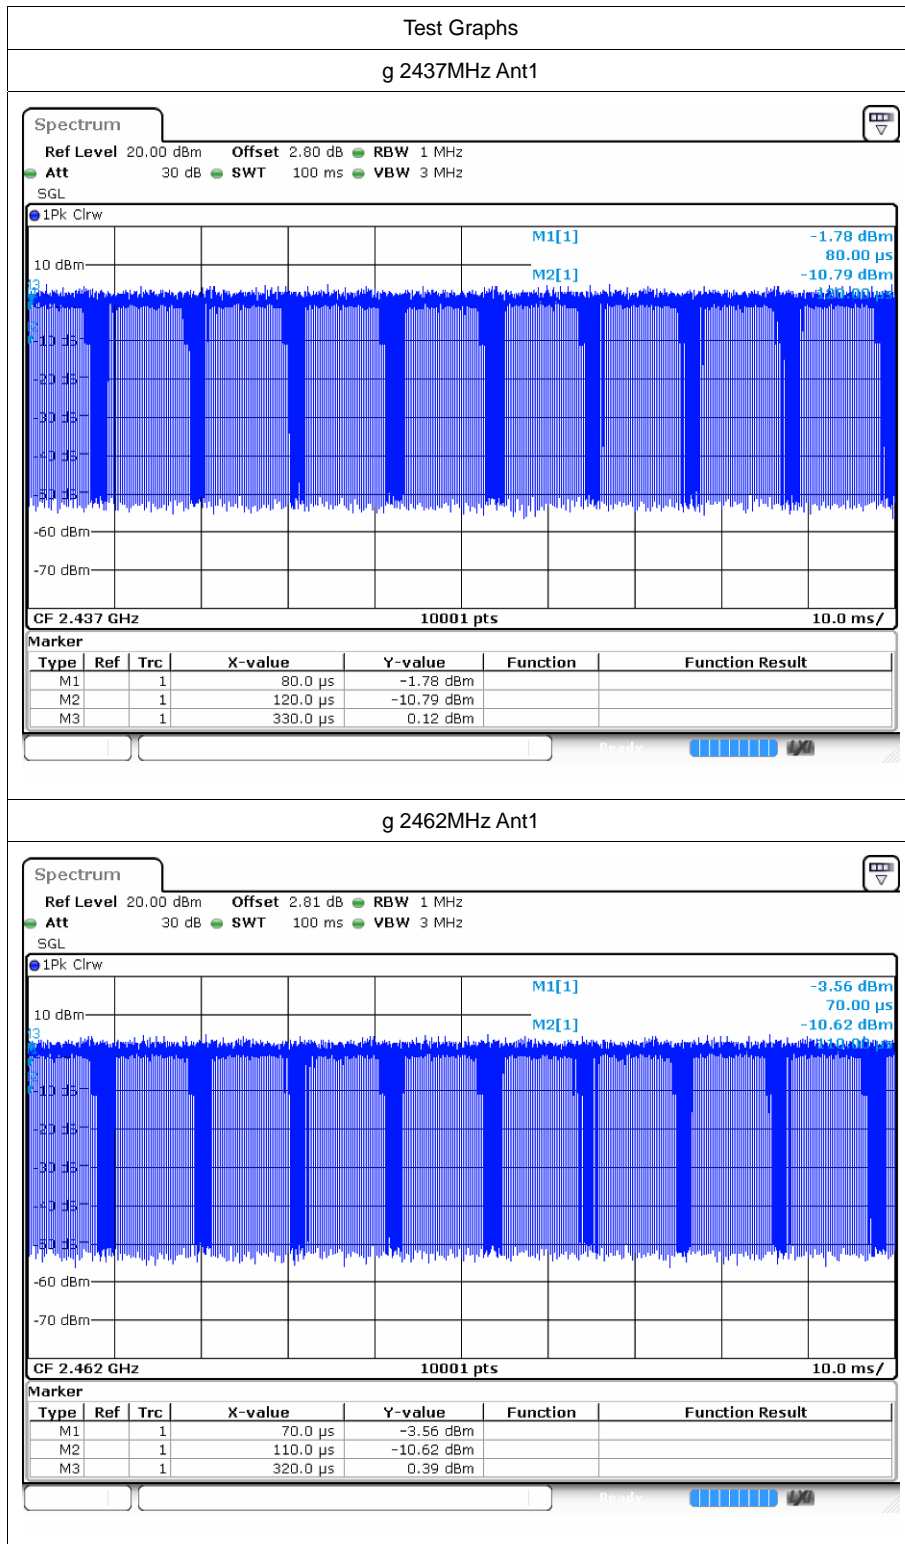 Test Graphs
g 2437MHz Ant1
Spectrum
Ref Level 20.00 dBm Offset 2.80 dB RBW 1 MHz
Att 30 dB SWT 100 ms VBW 3 MHz
SGL
1Pk Clrw
M1[1] -1.78 dBm
80.00 µs
10 dBm
M2[1] -10.79 dBm
-60 dBm
-70 dBm
CF 2.437 GHz 10001 pts 10.0 ms/
Marker
Type Ref Trc X-value Y-value Function Function Result
M1 1 80.0 µs -1.78 dBm
M2 1 120.0 µs -10.79 dBm
M3 1 330.0 µs 0.12 dBm
Ready
g 2462MHz Ant1
Spectrum
Ref Level 20.00 dBm Offset 2.81 dB RBW 1 MHz
Att 30 dB SWT 100 ms VBW 3 MHz
SGL
1Pk Clrw
M1[1] -3.56 dBm
70.00 µs
10 dBm
M2[1] -10.62 dBm
-60 dBm
-70 dBm
CF 2.462 GHz 10001 pts 10.0 ms/
Marker
Type Ref Trc X-value Y-value Function Function Result
M1 1 70.0 µs -3.56 dBm
M2 1 110.0 µs -10.62 dBm
M3 1 320.0 µs 0.39 dBm
Ready